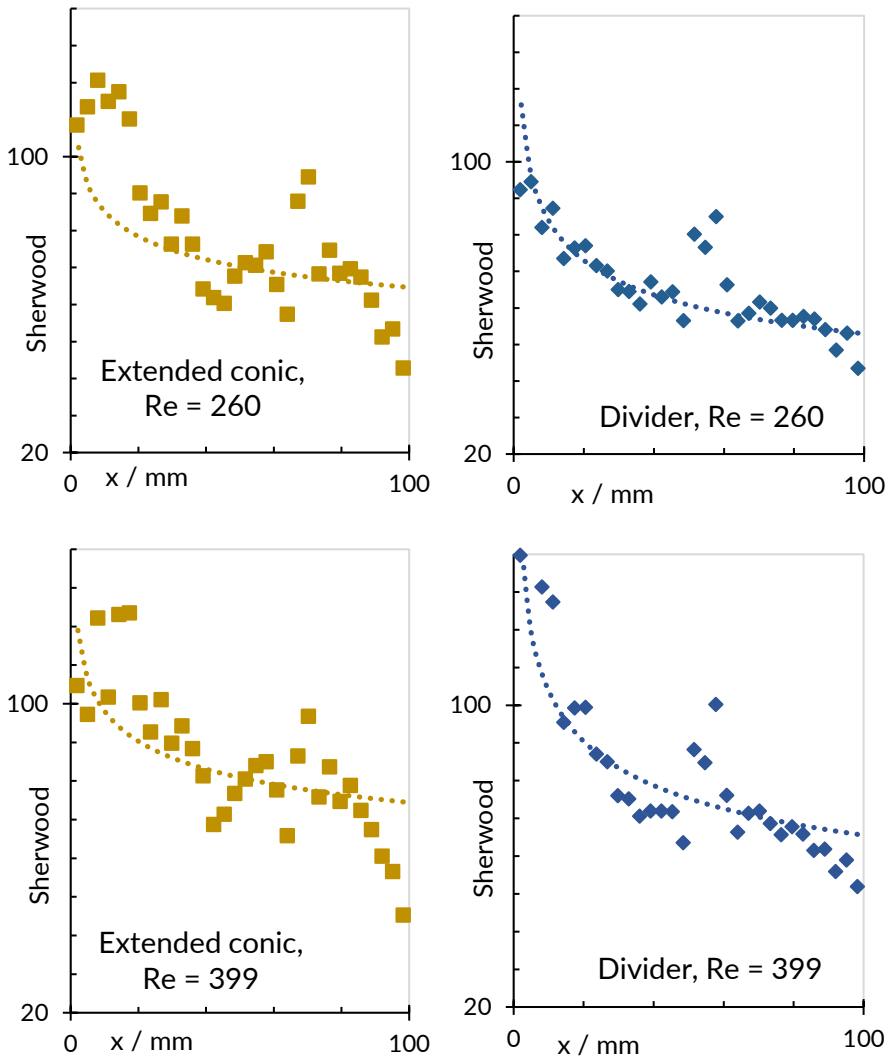 100
Sherwood
Extended conic,
Re = 260
20
0
x / mm
100
100
Sherwood
Divider, Re = 260
20
0
x / mm
100
100
Sherwood
Extended conic,
Re = 399
20
0
x / mm
100
100
Sherwood
Divider, Re = 399
20
0
x / mm
100